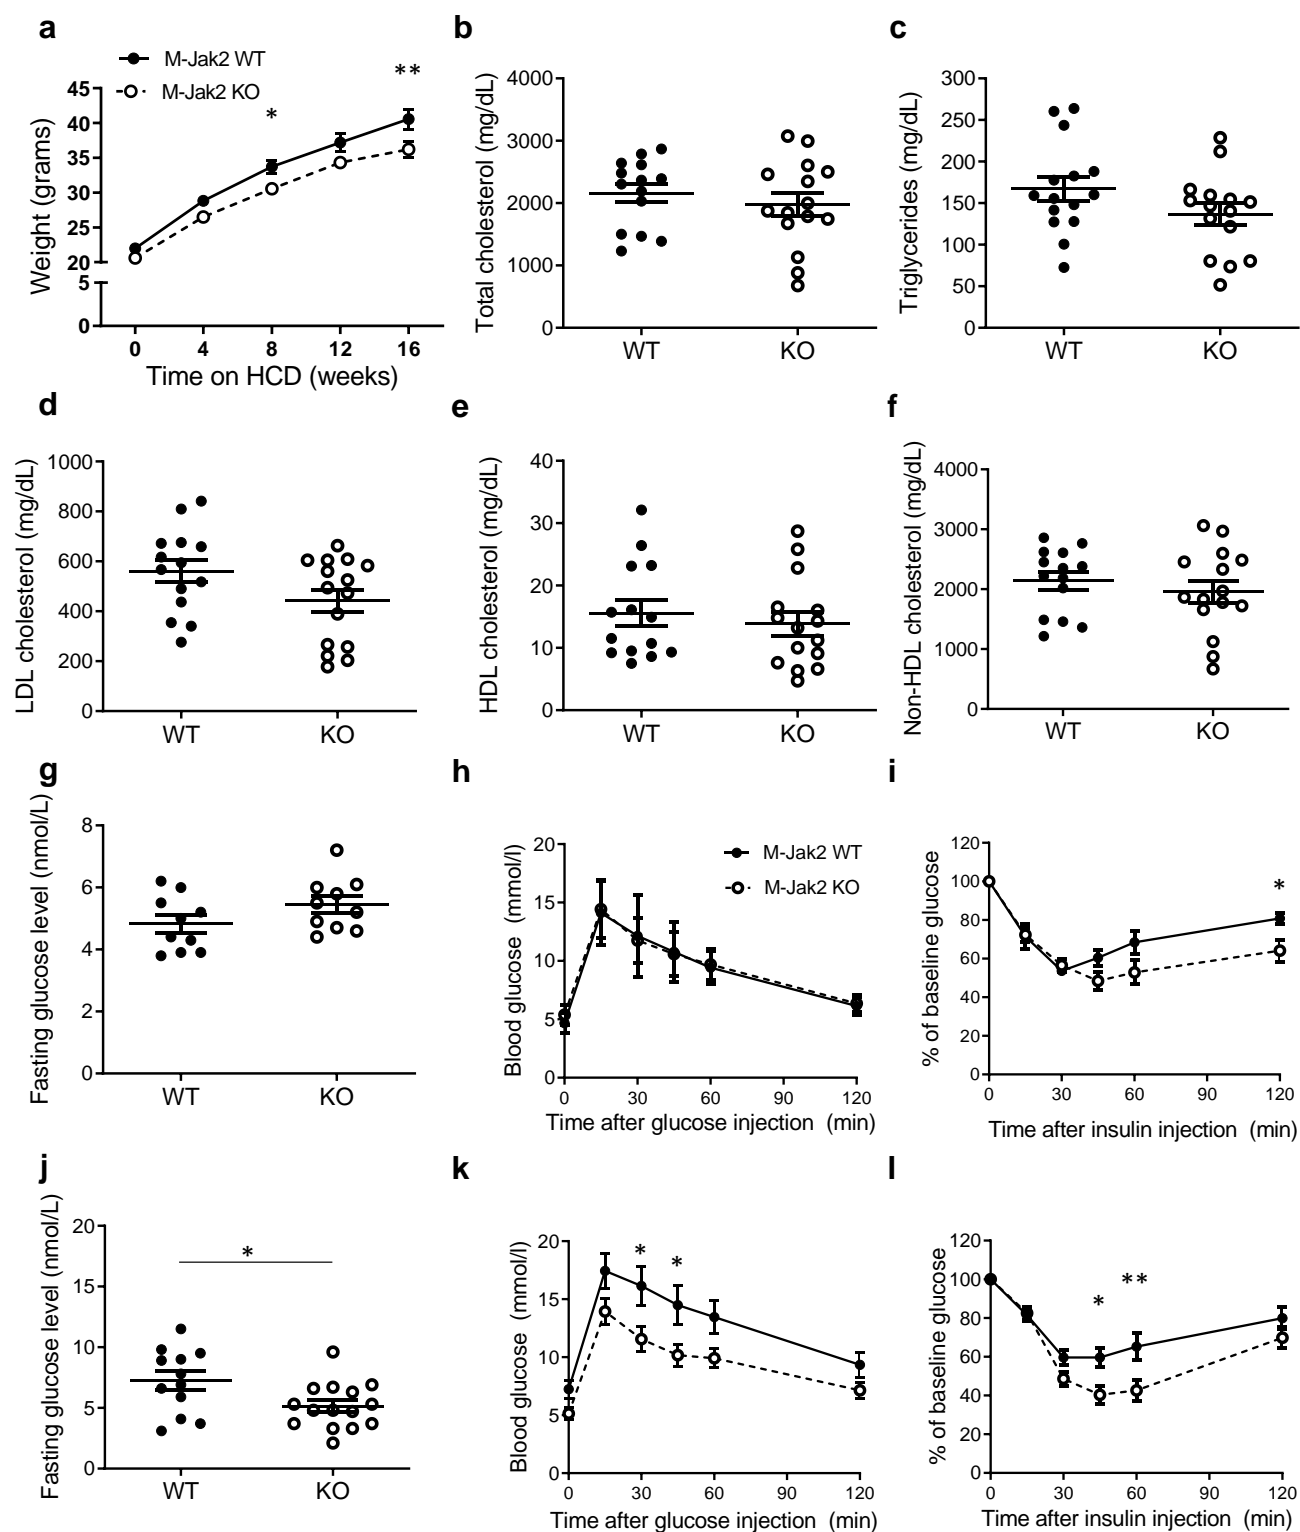 a
M-Jak2 WT
M-Jak2 KO
*
**
Weight (grams)
45
40
35
30
25
20
5
0
0 4 8 12 16
Time on HCD (weeks)
b
Total cholesterol (mg/dL)
4000
3000
2000
1000
0
WT KO
c
Triglycerides (mg/dL)
300
250
200
150
100
50
0
WT KO
d
LDL cholesterol (mg/dL)
1000
800
600
400
200
0
WT KO
e
HDL cholesterol (mg/dL)
40
30
20
10
0
WT KO
f
Non-HDL cholesterol (mg/dL)
4000
3000
2000
1000
0
WT KO
g
Fasting glucose level (nmol/L)
8
6
4
2
0
WT KO
h
M-Jak2 WT
M-Jak2 KO
Blood glucose (mmol/l)
20
15
10
5
0
0 30 60 90 120
Time after glucose injection (min)
i
% of baseline glucose
120
100
80
60
40
20
0
*
0 30 60 90 120
Time after insulin injection (min)
j
Fasting glucose level (nmol/L)
20
15
10
5
0
*
WT KO
k
Blood glucose (mmol/l)
20
15
10
5
0
* *
0 30 60 90 120
Time after glucose injection (min)
l
% of baseline glucose
120
100
80
60
40
20
0
* **
0 30 60 90 120
Time after insulin injection (min)